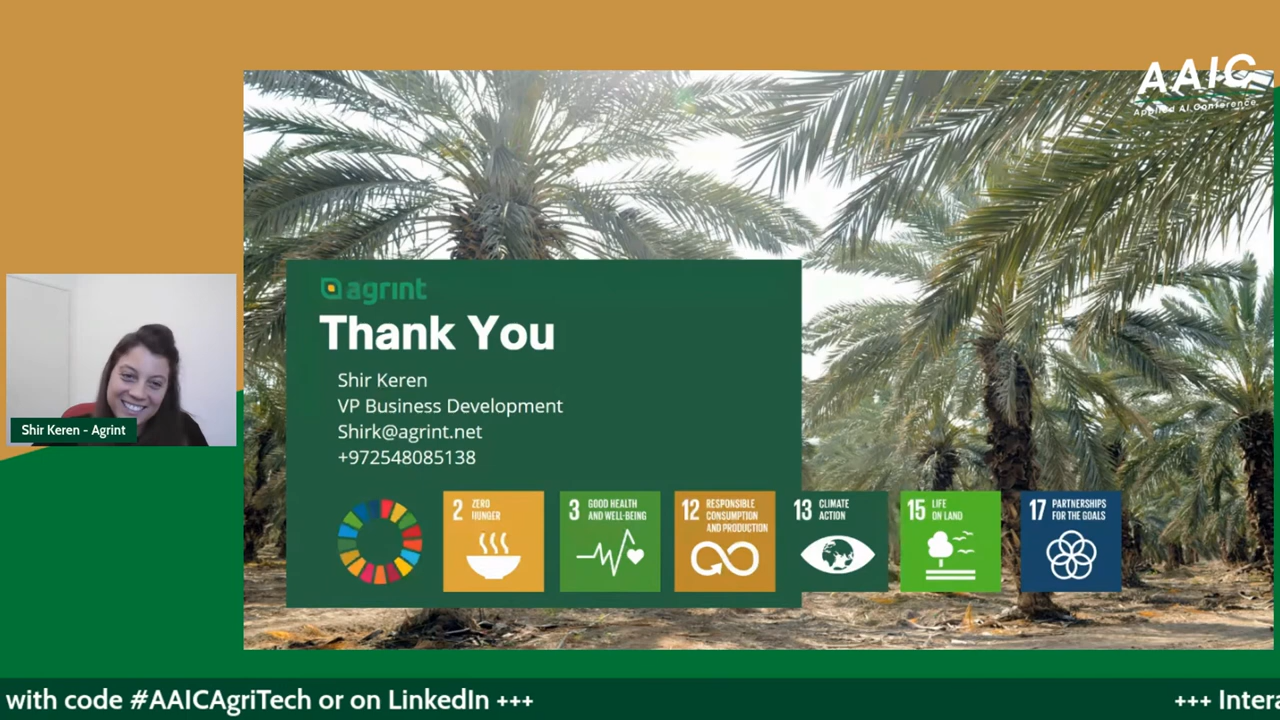 AAIC
Applied AI Conference
agrint
Thank You
Shir Keren
VP Business Development
Shirk@agrint.net
+972548085138
Shir Keren - Agrint
2 ZERO
HUNGER
3 GOOD HEALTH
AND WELL-BEING
12 RESPONSIBLE
CONSUMPTION
AND PRODUCTION
13 CLIMATE
ACTION
15 LIFE
ON LAND
17 PARTNERSHIPS
FOR THE GOALS
with code #AAICAgriTech or on LinkedIn +++ +++ Intera